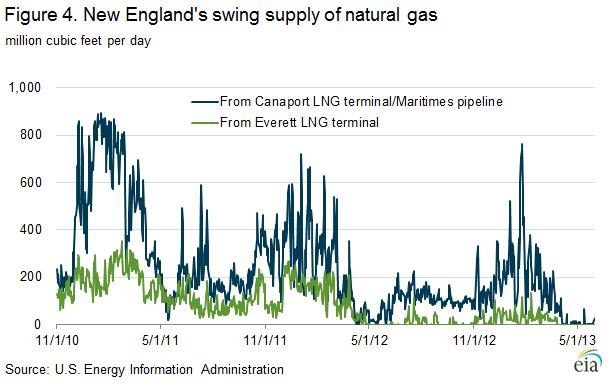 Figure 4. New England's swing supply of natural gas
million cubic feet per day
1,000
800
600
400
200
0
From Canaport LNG terminal/Maritimes pipeline
From Everett LNG terminal
11/1/10 5/1/11 11/1/11 5/1/12 11/1/12 5/1/13
Source: U.S. Energy Information Administration
eia